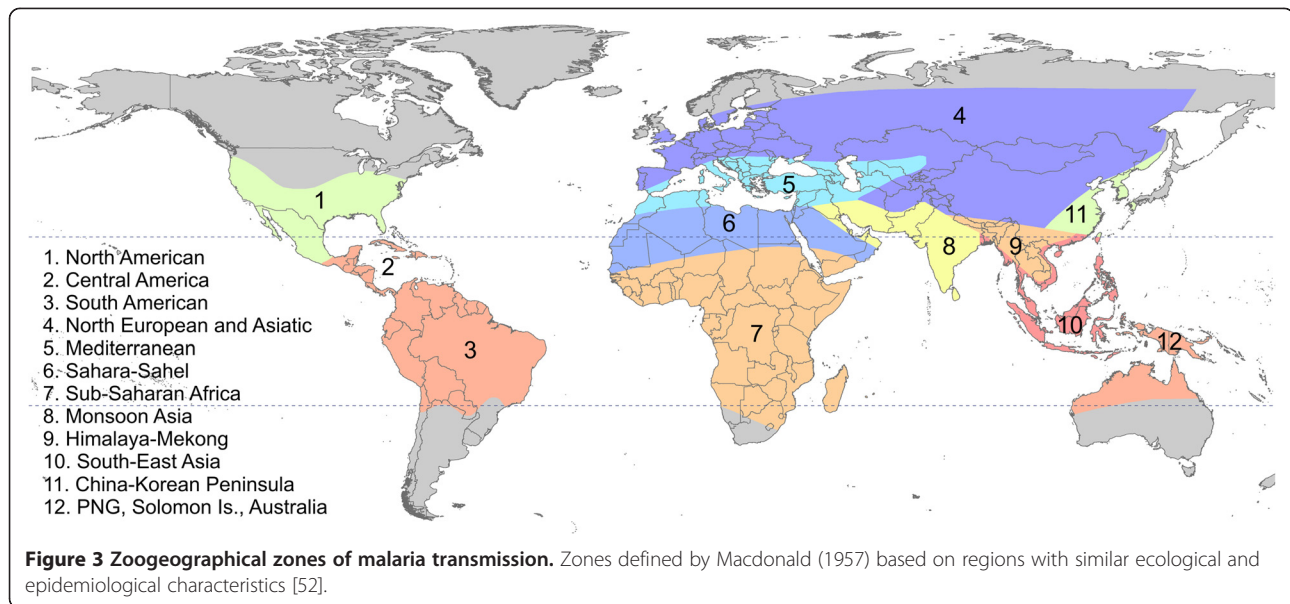 4
1
5
11
6
1. North American
2. Central America
3. South American
4. North European and Asiatic
5. Mediterranean
6. Sahara-Sahel
7. Sub-Saharan Africa
8. Monsoon Asia
9. Himalaya-Mekong
10. South-East Asia
11. China-Korean Peninsula
12. PNG, Solomon Is., Australia
2
8
9
3
7
10
12
Figure 3 Zoogeographical zones of malaria transmission. Zones defined by Macdonald (1957) based on regions with similar ecological and
epidemiological characteristics [52].